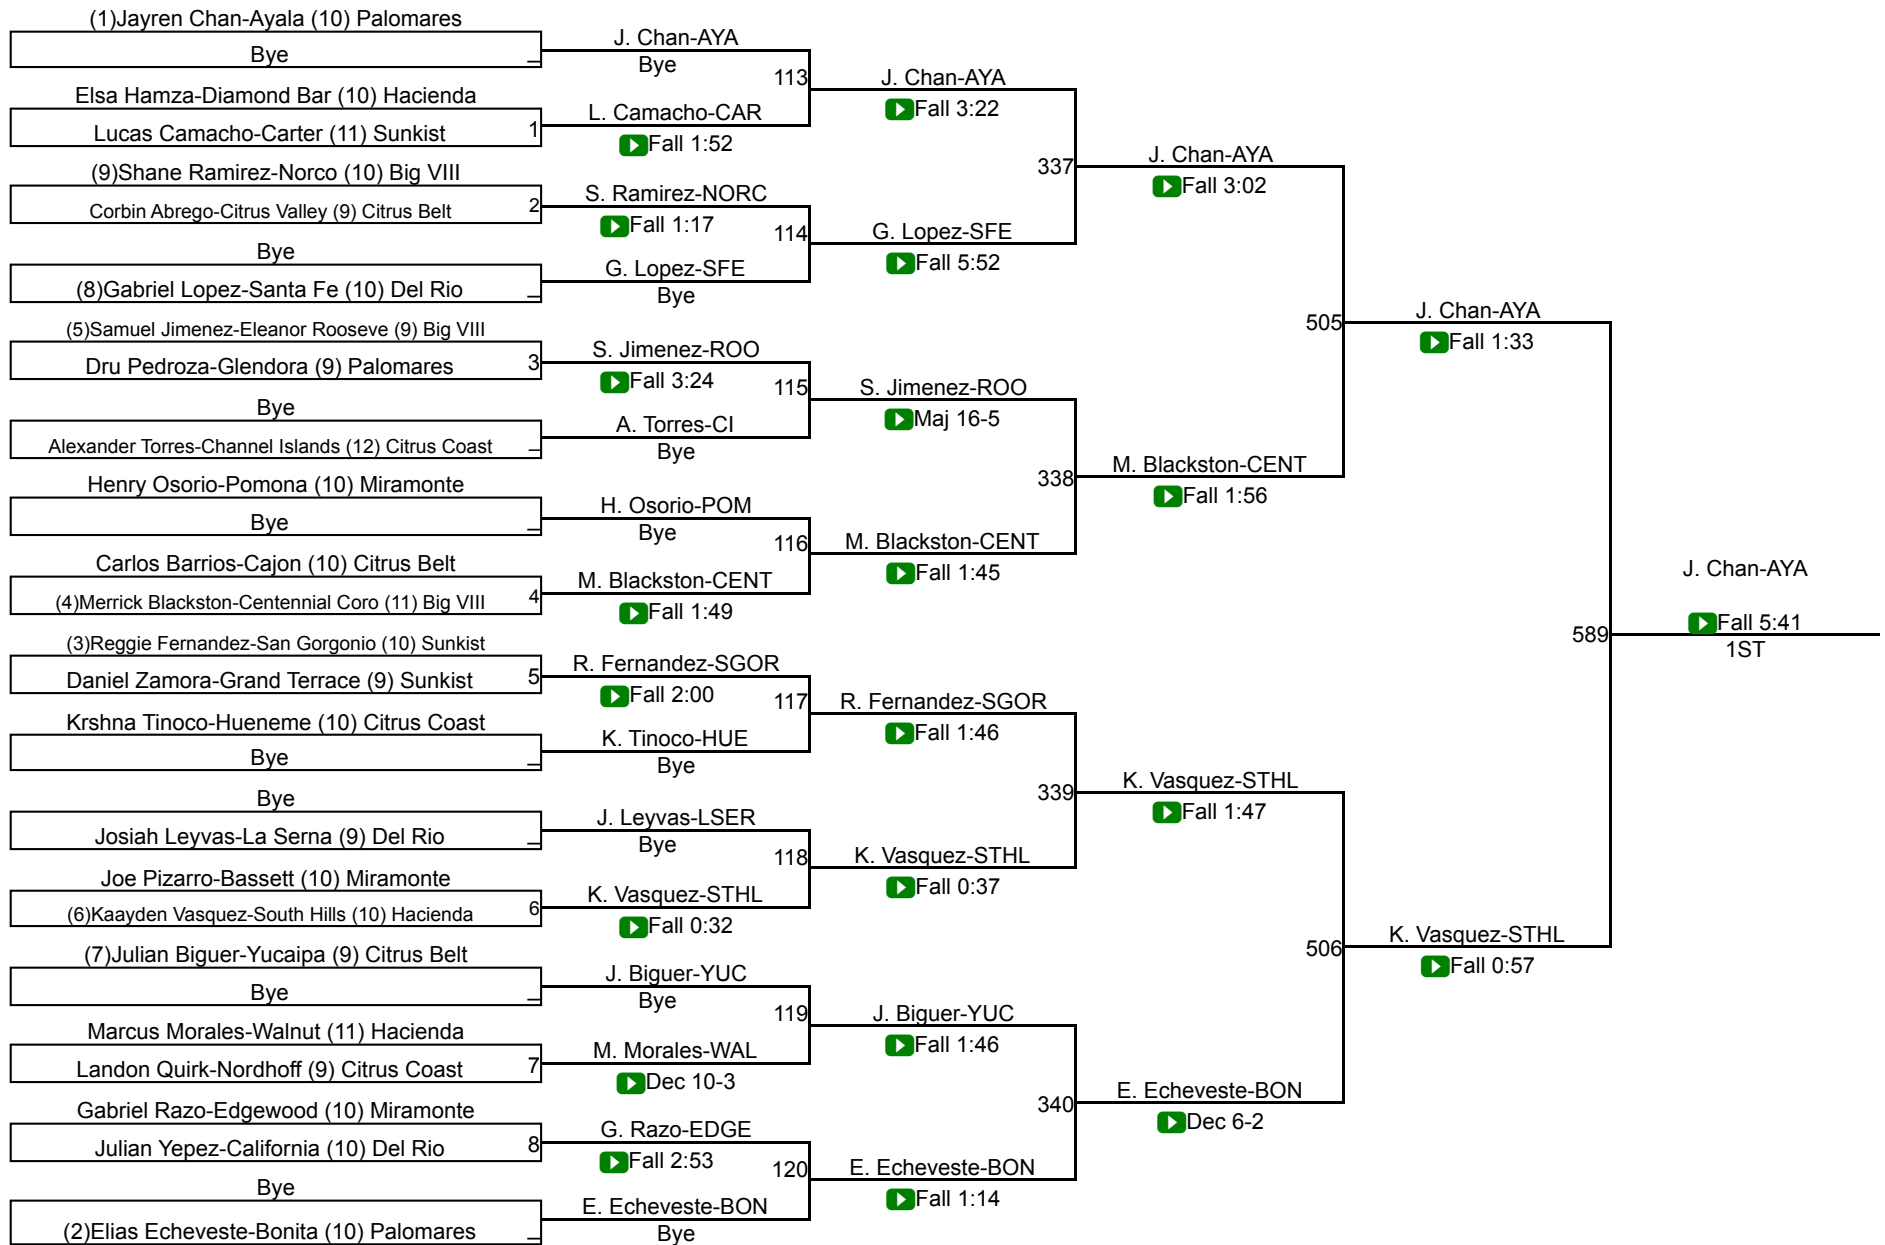 (1)Jayren Chan-Ayala (10) Palomares
Bye
Elsa Hamza-Diamond Bar (10) Hacienda
Lucas Camacho-Carter (11) Sunkist
1
(9)Shane Ramirez-Norco (10) Big VIII
Corbin Abrego-Citrus Valley (9) Citrus Belt
2
Bye
(8)Gabriel Lopez-Santa Fe (10) Del Rio
(5)Samuel Jimenez-Eleanor Rooseve (9) Big VIII
Dru Pedroza-Glendora (9) Palomares
3
Bye
Alexander Torres-Channel Islands (12) Citrus Coast
Henry Osorio-Pomona (10) Miramonte
Bye
Carlos Barrios-Cajon (10) Citrus Belt
(4)Merrick Blackston-Centennial Coro (11) Big VIII
4
(3)Reggie Fernandez-San Gorgonio (10) Sunkist
Daniel Zamora-Grand Terrace (9) Sunkist
5
Krshna Tinoco-Hueneme (10) Citrus Coast
Bye
Bye
Josiah Leyvas-La Serna (9) Del Rio
Joe Pizarro-Bassett (10) Miramonte
(6)Kaayden Vasquez-South Hills (10) Hacienda
6
(7)Julian Biguer-Yucaipa (9) Citrus Belt
Bye
Marcus Morales-Walnut (11) Hacienda
Landon Quirk-Nordhoff (9) Citrus Coast
7
Gabriel Razo-Edgewood (10) Miramonte
Julian Yepez-California (10) Del Rio
8
Bye
(2)Elias Echeveste-Bonita (10) Palomares
J. Chan-AYA
Bye
113
L. Camacho-CAR
Fall 1:52
S. Ramirez-NORC
Fall 1:17
114
G. Lopez-SFE
Bye
S. Jimenez-ROO
Fall 3:24
115
A. Torres-CI
Bye
H. Osorio-POM
Bye
116
M. Blackston-CENT
Fall 1:49
R. Fernandez-SGOR
Fall 2:00
117
K. Tinoco-HUE
Bye
J. Leyvas-LSER
Bye
118
K. Vasquez-STHL
Fall 0:32
J. Biguer-YUC
Bye
119
M. Morales-WAL
Dec 10-3
G. Razo-EDGE
Fall 2:53
120
E. Echeveste-BON
Bye
J. Chan-AYA
Fall 3:22
337
G. Lopez-SFE
Fall 5:52
S. Jimenez-ROO
Maj 16-5
338
M. Blackston-CENT
Fall 1:45
R. Fernandez-SGOR
Fall 1:46
339
K. Vasquez-STHL
Fall 0:37
J. Biguer-YUC
Fall 1:46
340
E. Echeveste-BON
Fall 1:14
J. Chan-AYA
Fall 3:02
505
M. Blackston-CENT
Fall 1:56
K. Vasquez-STHL
Fall 1:47
506
E. Echeveste-BON
Dec 6-2
J. Chan-AYA
Fall 1:33
589
K. Vasquez-STHL
Fall 0:57
J. Chan-AYA
Fall 5:41
1ST